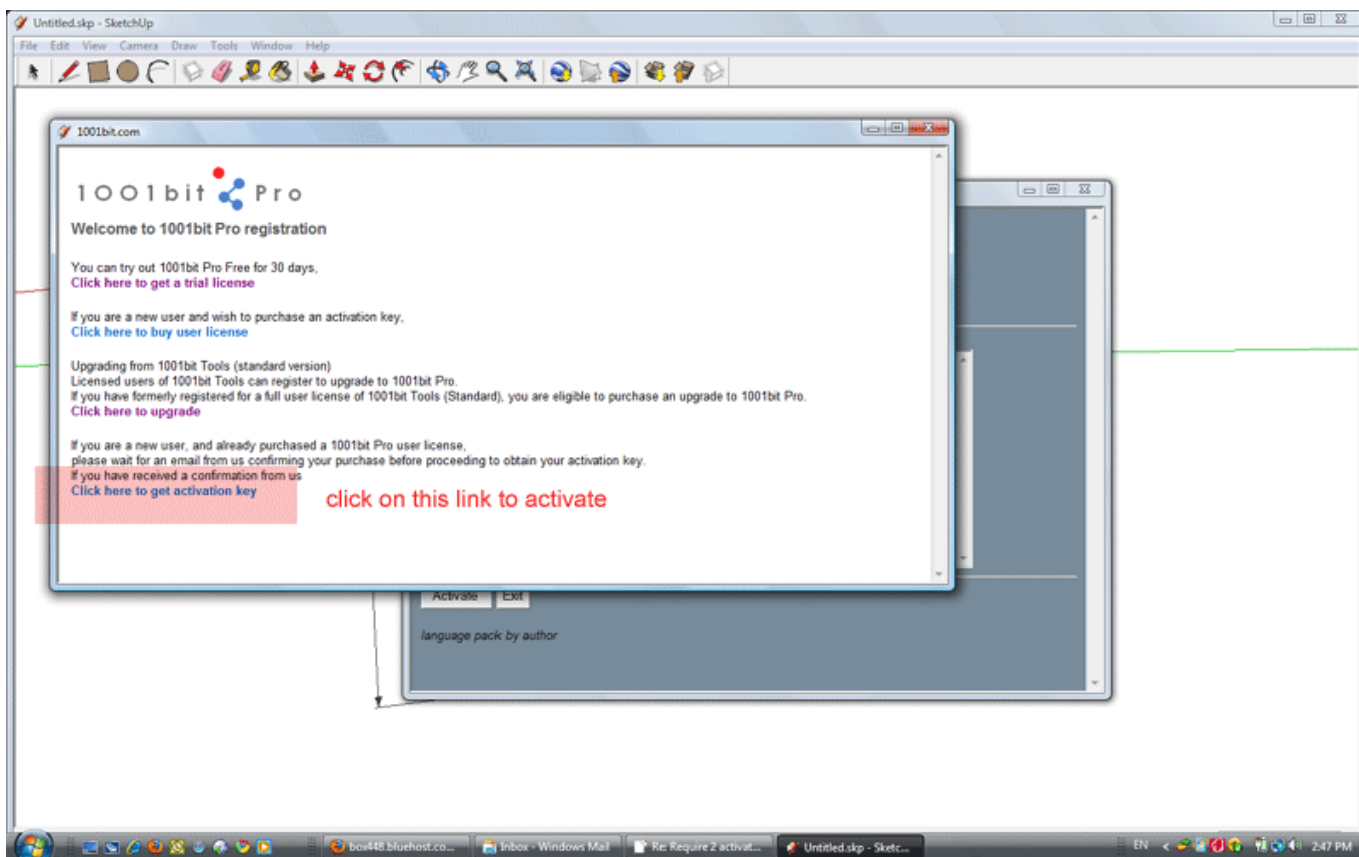 Untitled.skp - SketchUp
File Edit View Camera Draw Tools Window Help
1001bit.com
1001bit Pro
Welcome to 1001bit Pro registration
You can try out 1001bit Pro Free for 30 days,
Click here to get a trial license
If you are a new user and wish to purchase an activation key,
Click here to buy user license
Upgrading from 1001bit Tools (standard version)
Licensed users of 1001bit Tools can register to upgrade to 1001bit Pro.
If you have formerly registered for a full user license of 1001bit Tools (Standard), you are eligible to purchase an upgrade to 1001bit Pro.
Click here to upgrade
If you are a new user, and already purchased a 1001bit Pro user license,
please wait for an email from us confirming your purchase before proceeding to obtain your activation key.
If you have received a confirmation from us
Click here to get activation key
click on this link to activate
Activate Exit
language pack by author
box448.bluehost.co... Inbox - Windows Mail Re: Require 2 activat... Untitled.skp - Sketc... EN 2:47 PM